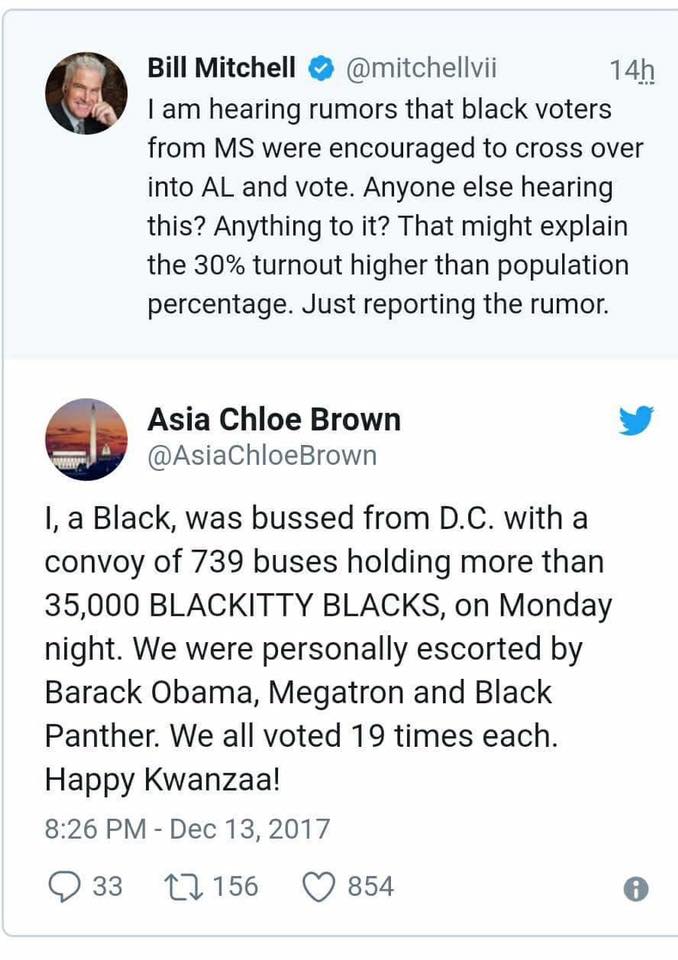 Bill Mitchell @mitchellvii 14h
I am hearing rumors that black voters
from MS were encouraged to cross over
into AL and vote. Anyone else hearing
this? Anything to it? That might explain
the 30% turnout higher than population
percentage. Just reporting the rumor.
Asia Chloe Brown
@AsiaChloeBrown
I, a Black, was bussed from D.C. with a
convoy of 739 buses holding more than
35,000 BLACKITTY BLACKS, on Monday
night. We were personally escorted by
Barack Obama, Megatron and Black
Panther. We all voted 19 times each.
Happy Kwanzaa!
8:26 PM - Dec 13, 2017
33 156 854